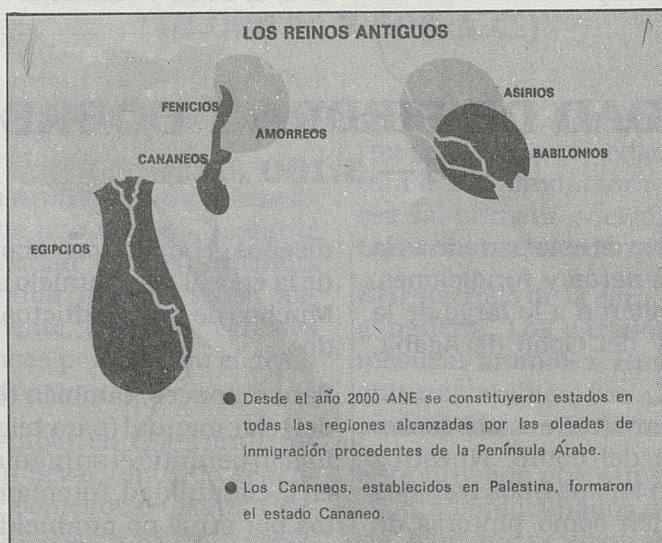 LOS REINOS ANTIGUOS
FENICIOS
AMORREOS
CANANEOS
EGIPCIOS
ASIRIOS
BABILONIOS
● Desde el año 2000 ANE se constituyeron estados en
todas las regiones alcanzadas por las oleadas de
inmigración procedentes de la Península Árabe.
● Los Cananeos, establecidos en Palestina, formaron
el estado Cananeo.